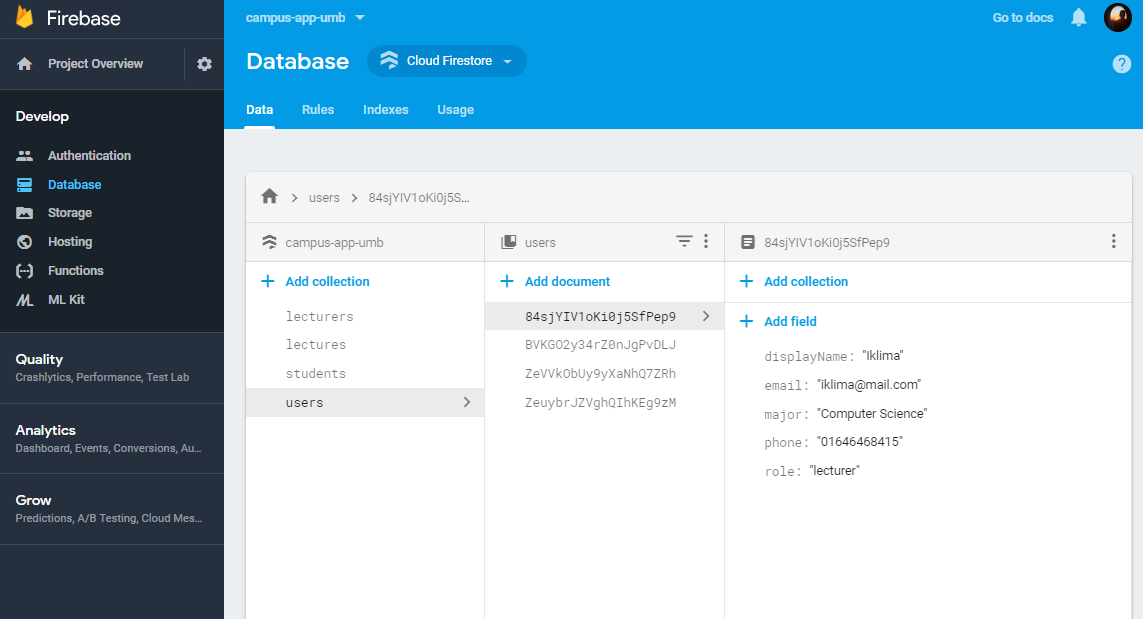 Firebase
Project Overview
Develop
Authentication
Database
Storage
Hosting
Functions
ML Kit
Quality
Crashlytics, Performance, Test Lab
Analytics
Dashboard, Events, Conversions, Au...
Grow
Predictions, A/B Testing, Cloud Mes...
campus-app-umb
Go to docs
Database
Cloud Firestore
?
Data Rules Indexes Usage
users
84sjYIV1oKi0j5S...
campus-app-umb
Add collection
lecturers
lectures
students
users
users
Add document
84sjYIV1oKi0j5SfPep9
BVKGO2y34rZ0nJgPvDLJ
ZeVVkObUy9yXaNhQ7ZRh
ZeuybrJZVghQIhKEg9zM
84sjYIV1oKi0j5SfPep9
Add collection
Add field
displayName: "Iklima"
email: "iklima@mail.com"
major: "Computer Science"
phone: "01646468415"
role: "lecturer"